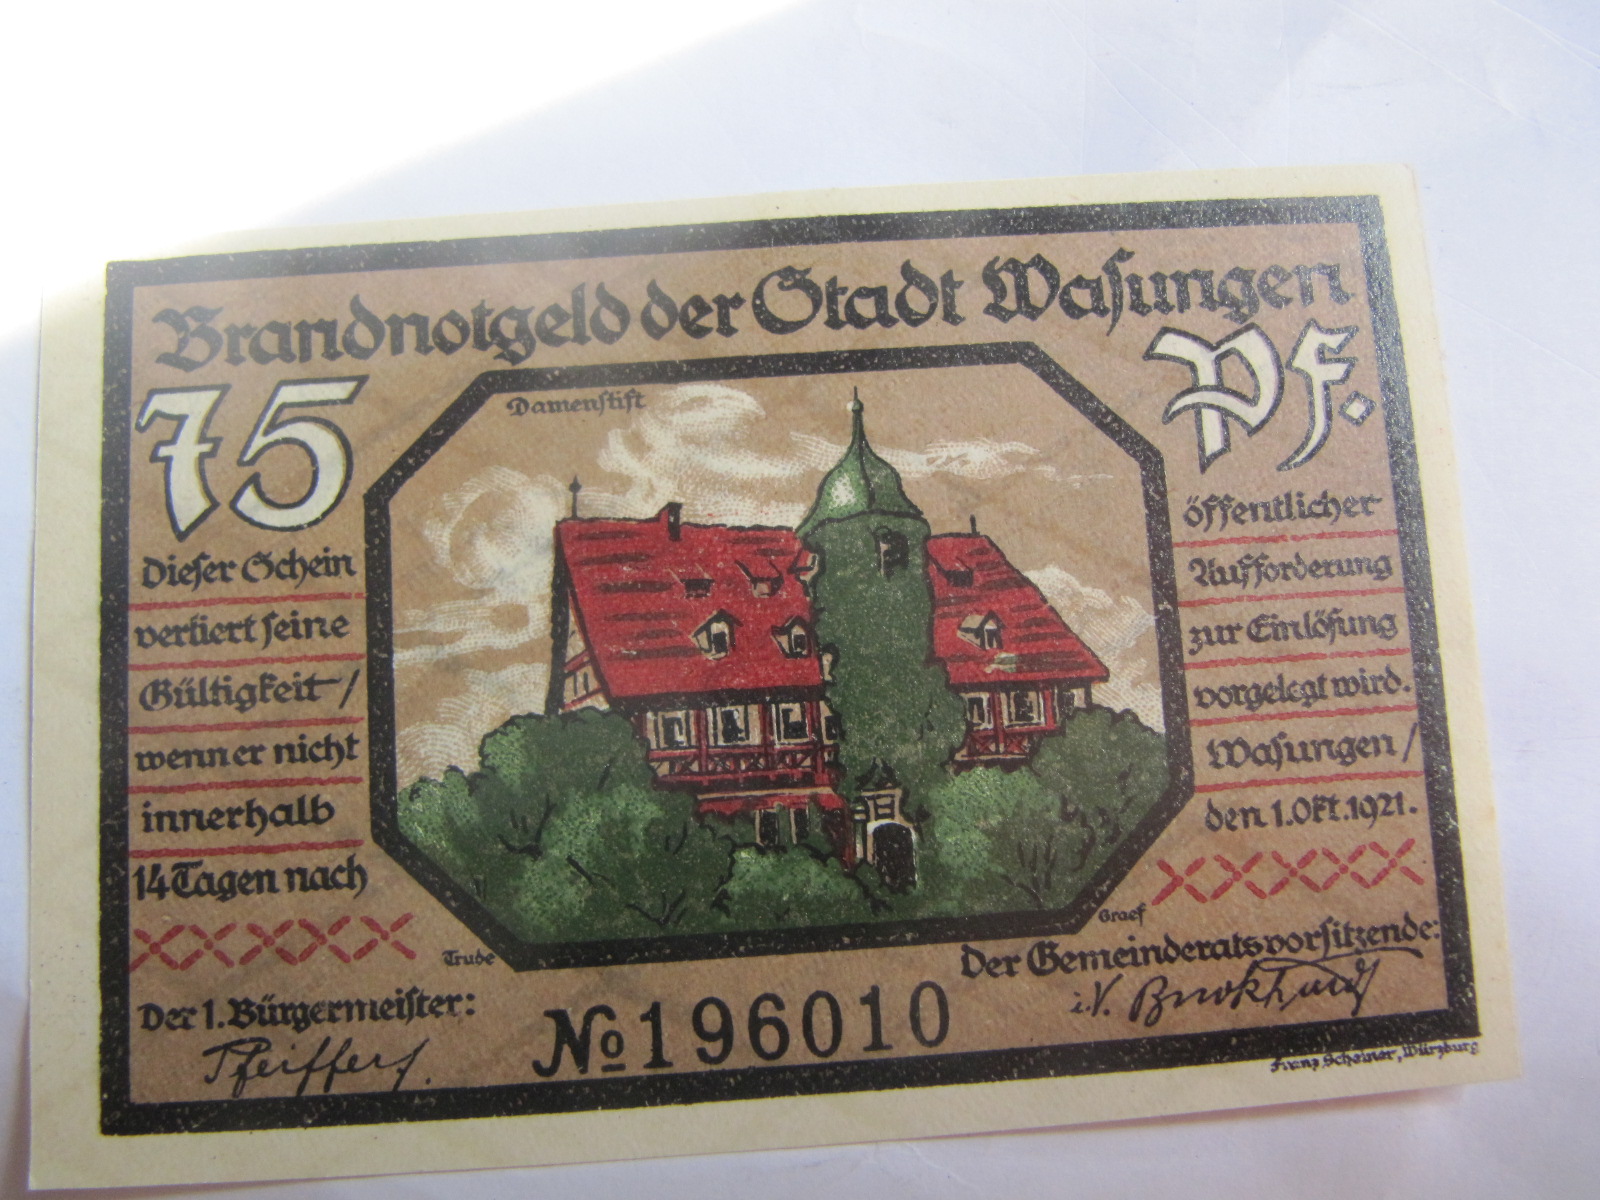 Brandnotgeld der Stadt Wasungen
75
Pf.
Damenstift
Dieser Schein
verliert seine
Gültigkeit /
wenn er nicht
innerhalb
14 Tagen nach
öffentlicher
Aufforderung
zur Einlösung
vorgelegt wird.
Wasungen /
den 1. Okt. 1921.
Trude
Graef
Der 1. Bürgermeister:
Pfeiffer
№ 196010
Der Gemeinderatsvorsitzende:
i.V. Burkhardt
Franz Scheiner, Würzburg